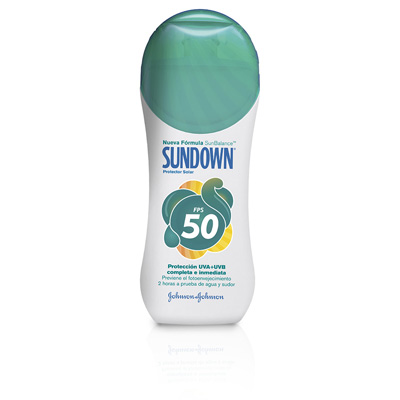 Nueva Fórmula SunBalance™
SUNDOWN®
Protector Solar
FPS
50
Protección UVA+UVB
completa e inmediata
Previene el fotoenvejecimiento
2 horas a prueba de agua y sudor
Johnson & Johnson